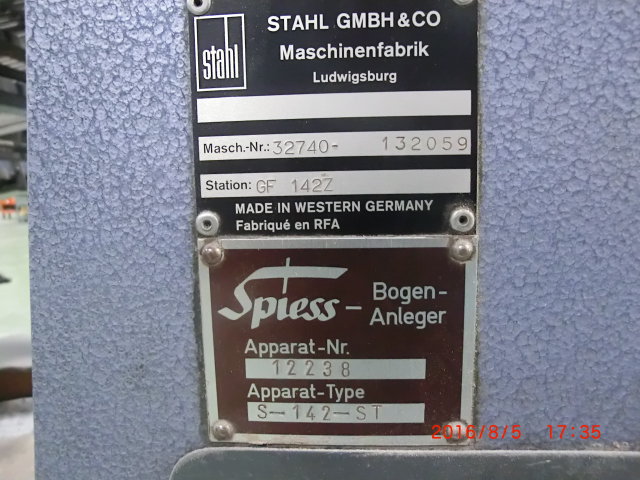 stahl
STAHL GMBH & CO
Maschinenfabrik
Ludwigsburg
Masch.-Nr.: 32740- 132059
Station: GF 142Z
MADE IN WESTERN GERMANY
Fabriqué en RFA
Spiess -
Bogen-
Anleger
Apparat-Nr.
12238
Apparat-Type
S-142-ST
2016/8/5 17:35